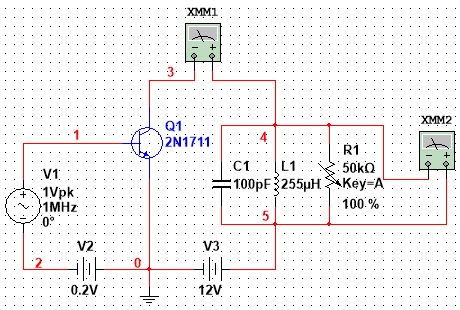 XMM1
3
Q1
2N1711
1
4
XMM2
C1
100pF
L1
255µH
R1
50kΩ
Key=A
100 %
V1
1Vpk
1MHz
0°
5
2
V2
0.2V
0
V3
12V